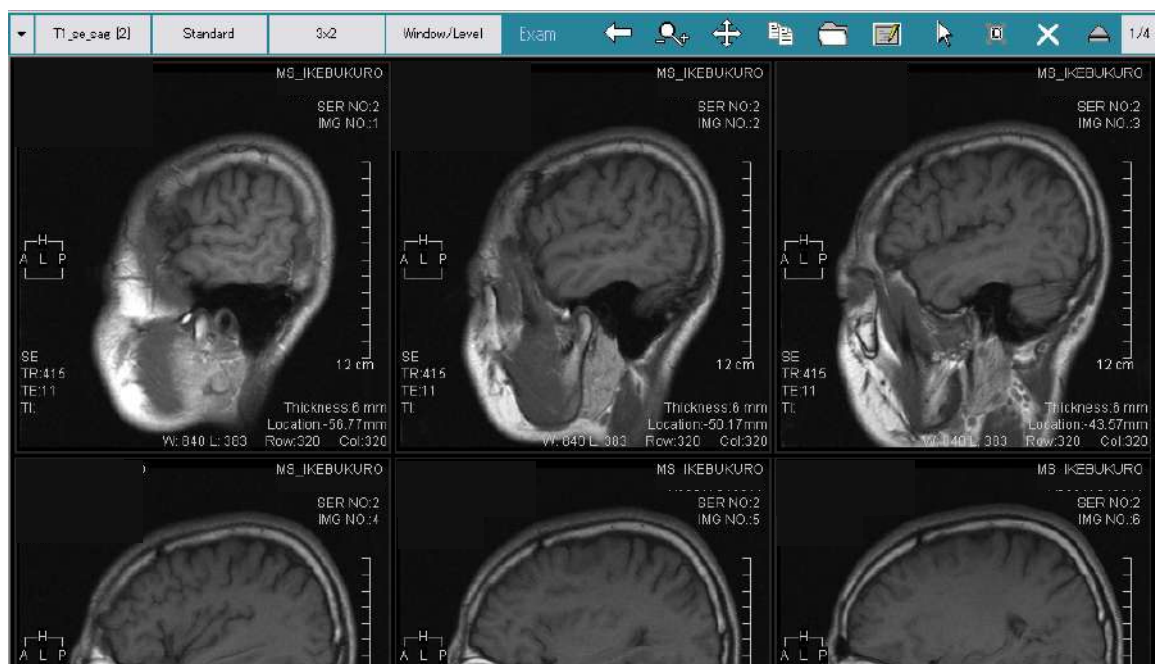 T1_se_sag [2] Standard 3x2 Window/Level Exam 1/4
MS_IKEBUKURO
SER NO:2
IMG NO.:1
H
A L P
SE
TR:415
TE:11
TI:
12 cm
Thickness:6 mm
Location:-56.77mm
W: 840 L: 383 Row:320 Col:320
MS_IKEBUKURO
SER NO:2
IMG NO.:2
H
A L P
SE
TR:415
TE:11
TI:
12 cm
Thickness:6 mm
Location:-50.17mm
W: 840 L: 383 Row:320 Col:320
MS_IKEBUKURO
SER NO:2
IMG NO.:3
H
A L P
SE
TR:415
TE:11
TI:
12 cm
Thickness:6 mm
Location:-43.57mm
W: 840 L: 383 Row:320 Col:320
MS_IKEBUKURO
SER NO:2
IMG NO.:4
H
A L P
MS_IKEBUKURO
SER NO:2
IMG NO.:5
H
A L P
MS_IKEBUKURO
SER NO:2
IMG NO.:6
H
A L P